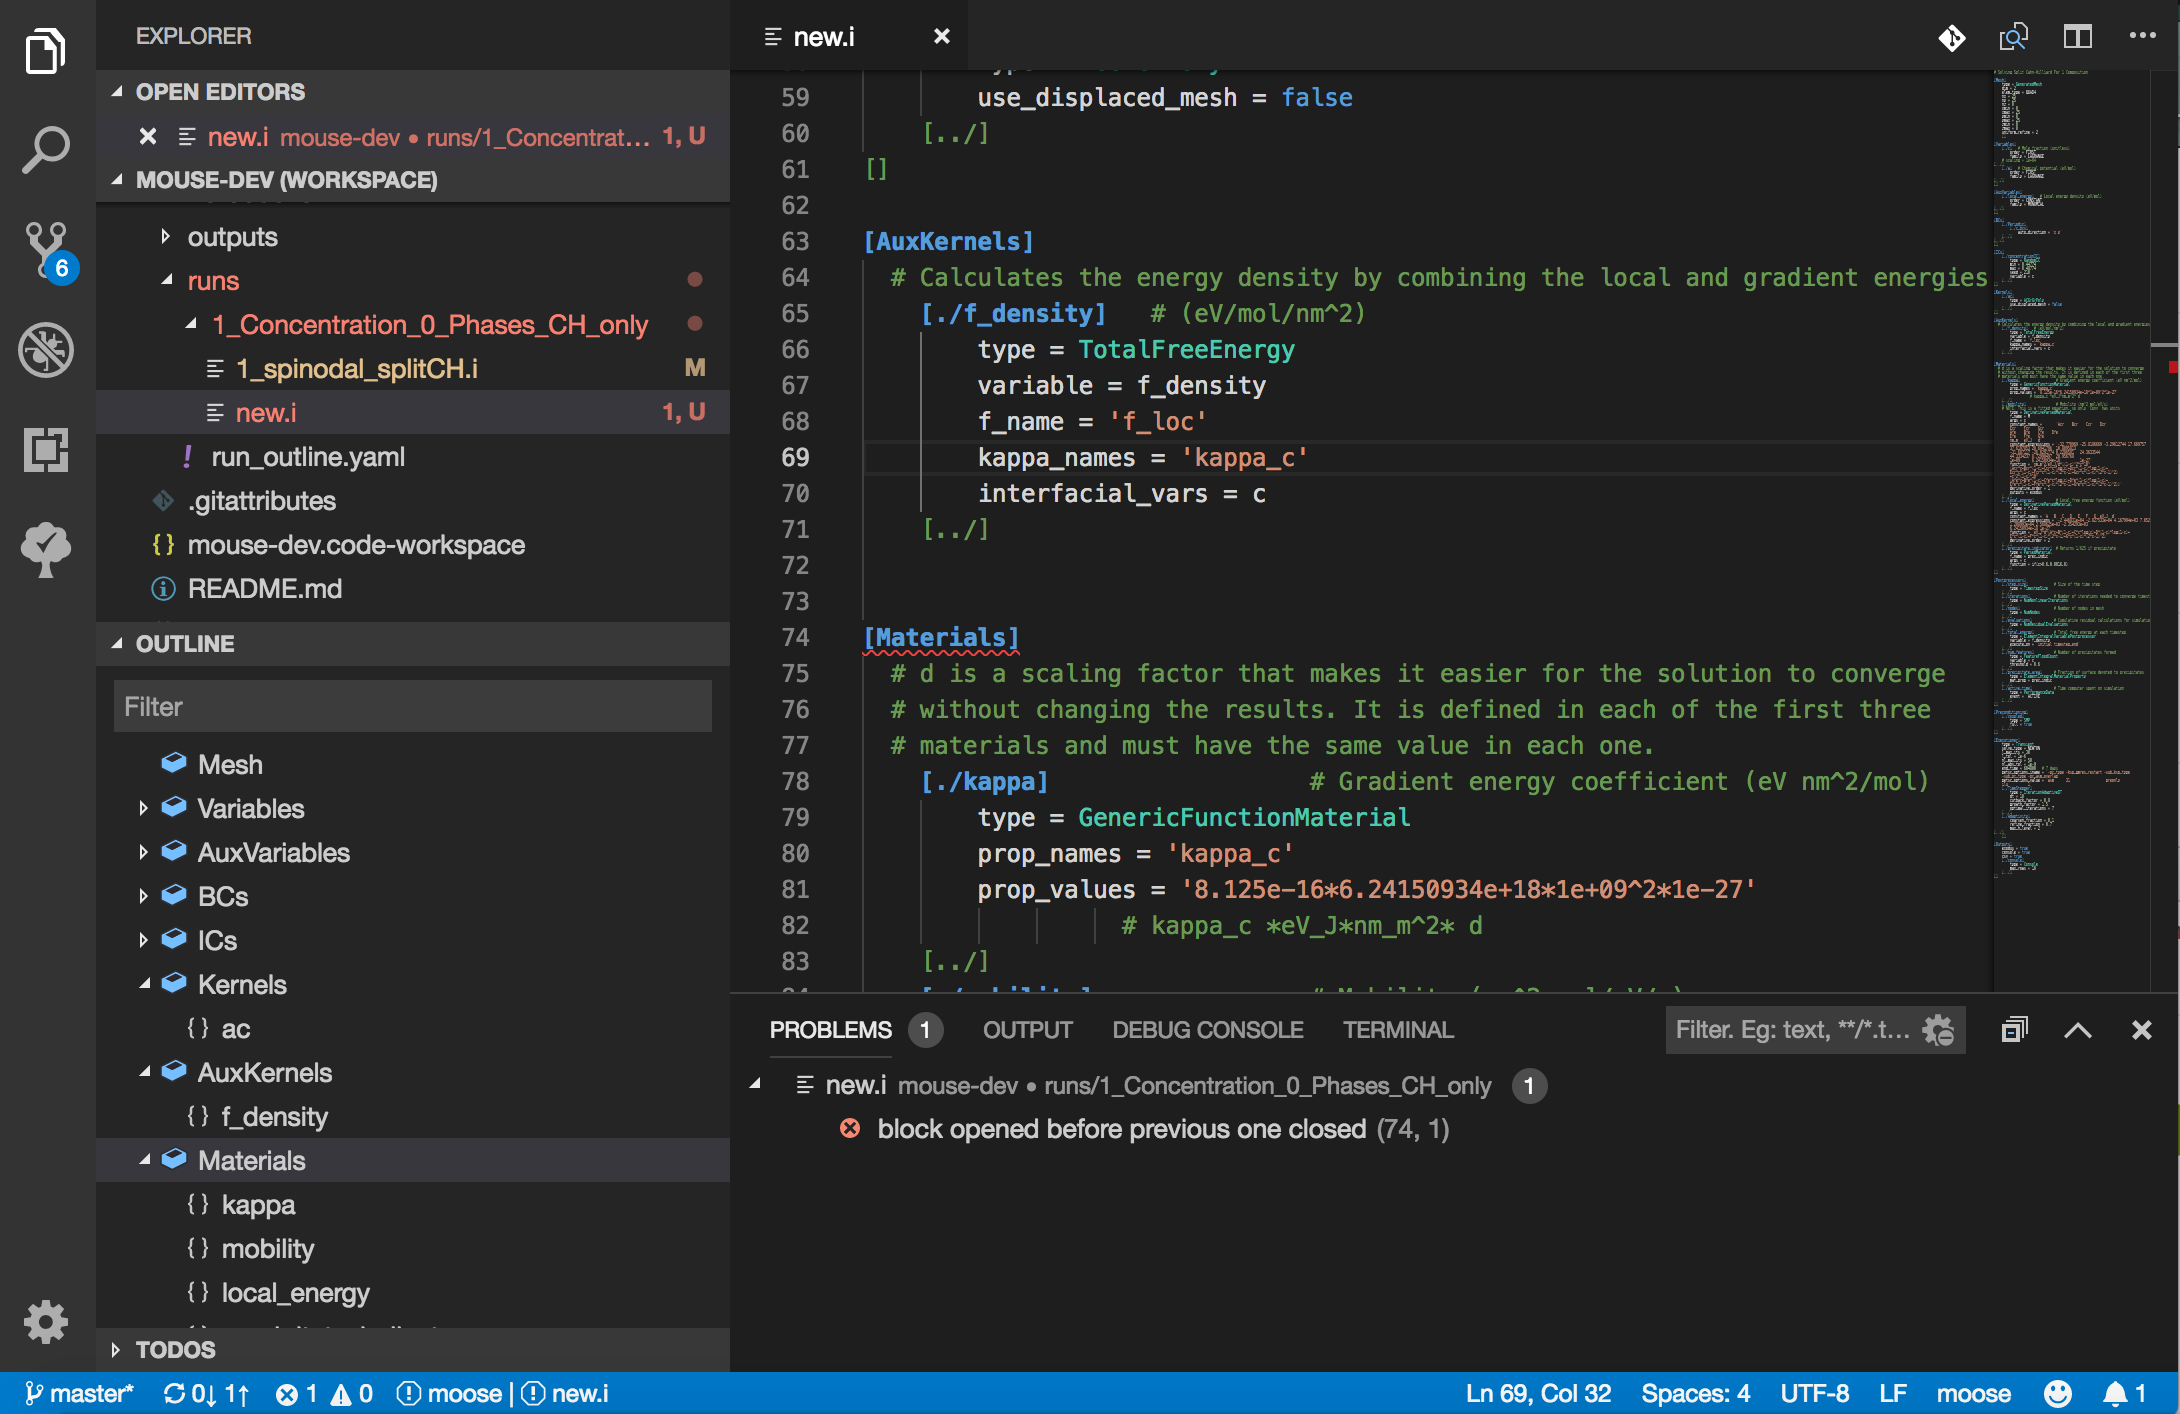 EXPLORER
OPEN EDITORS
new.i mouse-dev • runs/1_Concentrat... 1, U
MOUSE-DEV (WORKSPACE)
outputs
runs
1_Concentration_0_Phases_CH_only
1_spinodal_splitCH.i M
new.i 1, U
! run_outline.yaml
.gitattributes
{} mouse-dev.code-workspace
README.md
OUTLINE
Filter
Mesh
Variables
AuxVariables
BCs
ICs
Kernels
{} ac
AuxKernels
{} f_density
Materials
{} kappa
{} mobility
{} local_energy
TODOS
6
new.i
59 use_displaced_mesh = false
60 [../]
61 []
62
63 [AuxKernels]
64 # Calculates the energy density by combining the local and gradient energies
65 [./f_density] # (eV/mol/nm^2)
66 type = TotalFreeEnergy
67 variable = f_density
68 f_name = 'f_loc'
69 kappa_names = 'kappa_c'
70 interfacial_vars = c
71 [../]
72
73
74 [Materials]
75 # d is a scaling factor that makes it easier for the solution to converge
76 # without changing the results. It is defined in each of the first three
77 # materials and must have the same value in each one.
78 [./kappa] # Gradient energy coefficient (eV nm^2/mol)
79 type = GenericFunctionMaterial
80 prop_names = 'kappa_c'
81 prop_values = '8.125e-16*6.24150934e+18*1e+09^2*1e-27'
82 # kappa_c *eV_J*nm_m^2* d
83 [../]
PROBLEMS 1 OUTPUT DEBUG CONSOLE TERMINAL Filter. Eg: text, **/*.t...
new.i mouse-dev • runs/1_Concentration_0_Phases_CH_only 1
block opened before previous one closed (74, 1)
master* 0↓ 1↑ 1 0 moose | new.i Ln 69, Col 32 Spaces: 4 UTF-8 LF moose 1